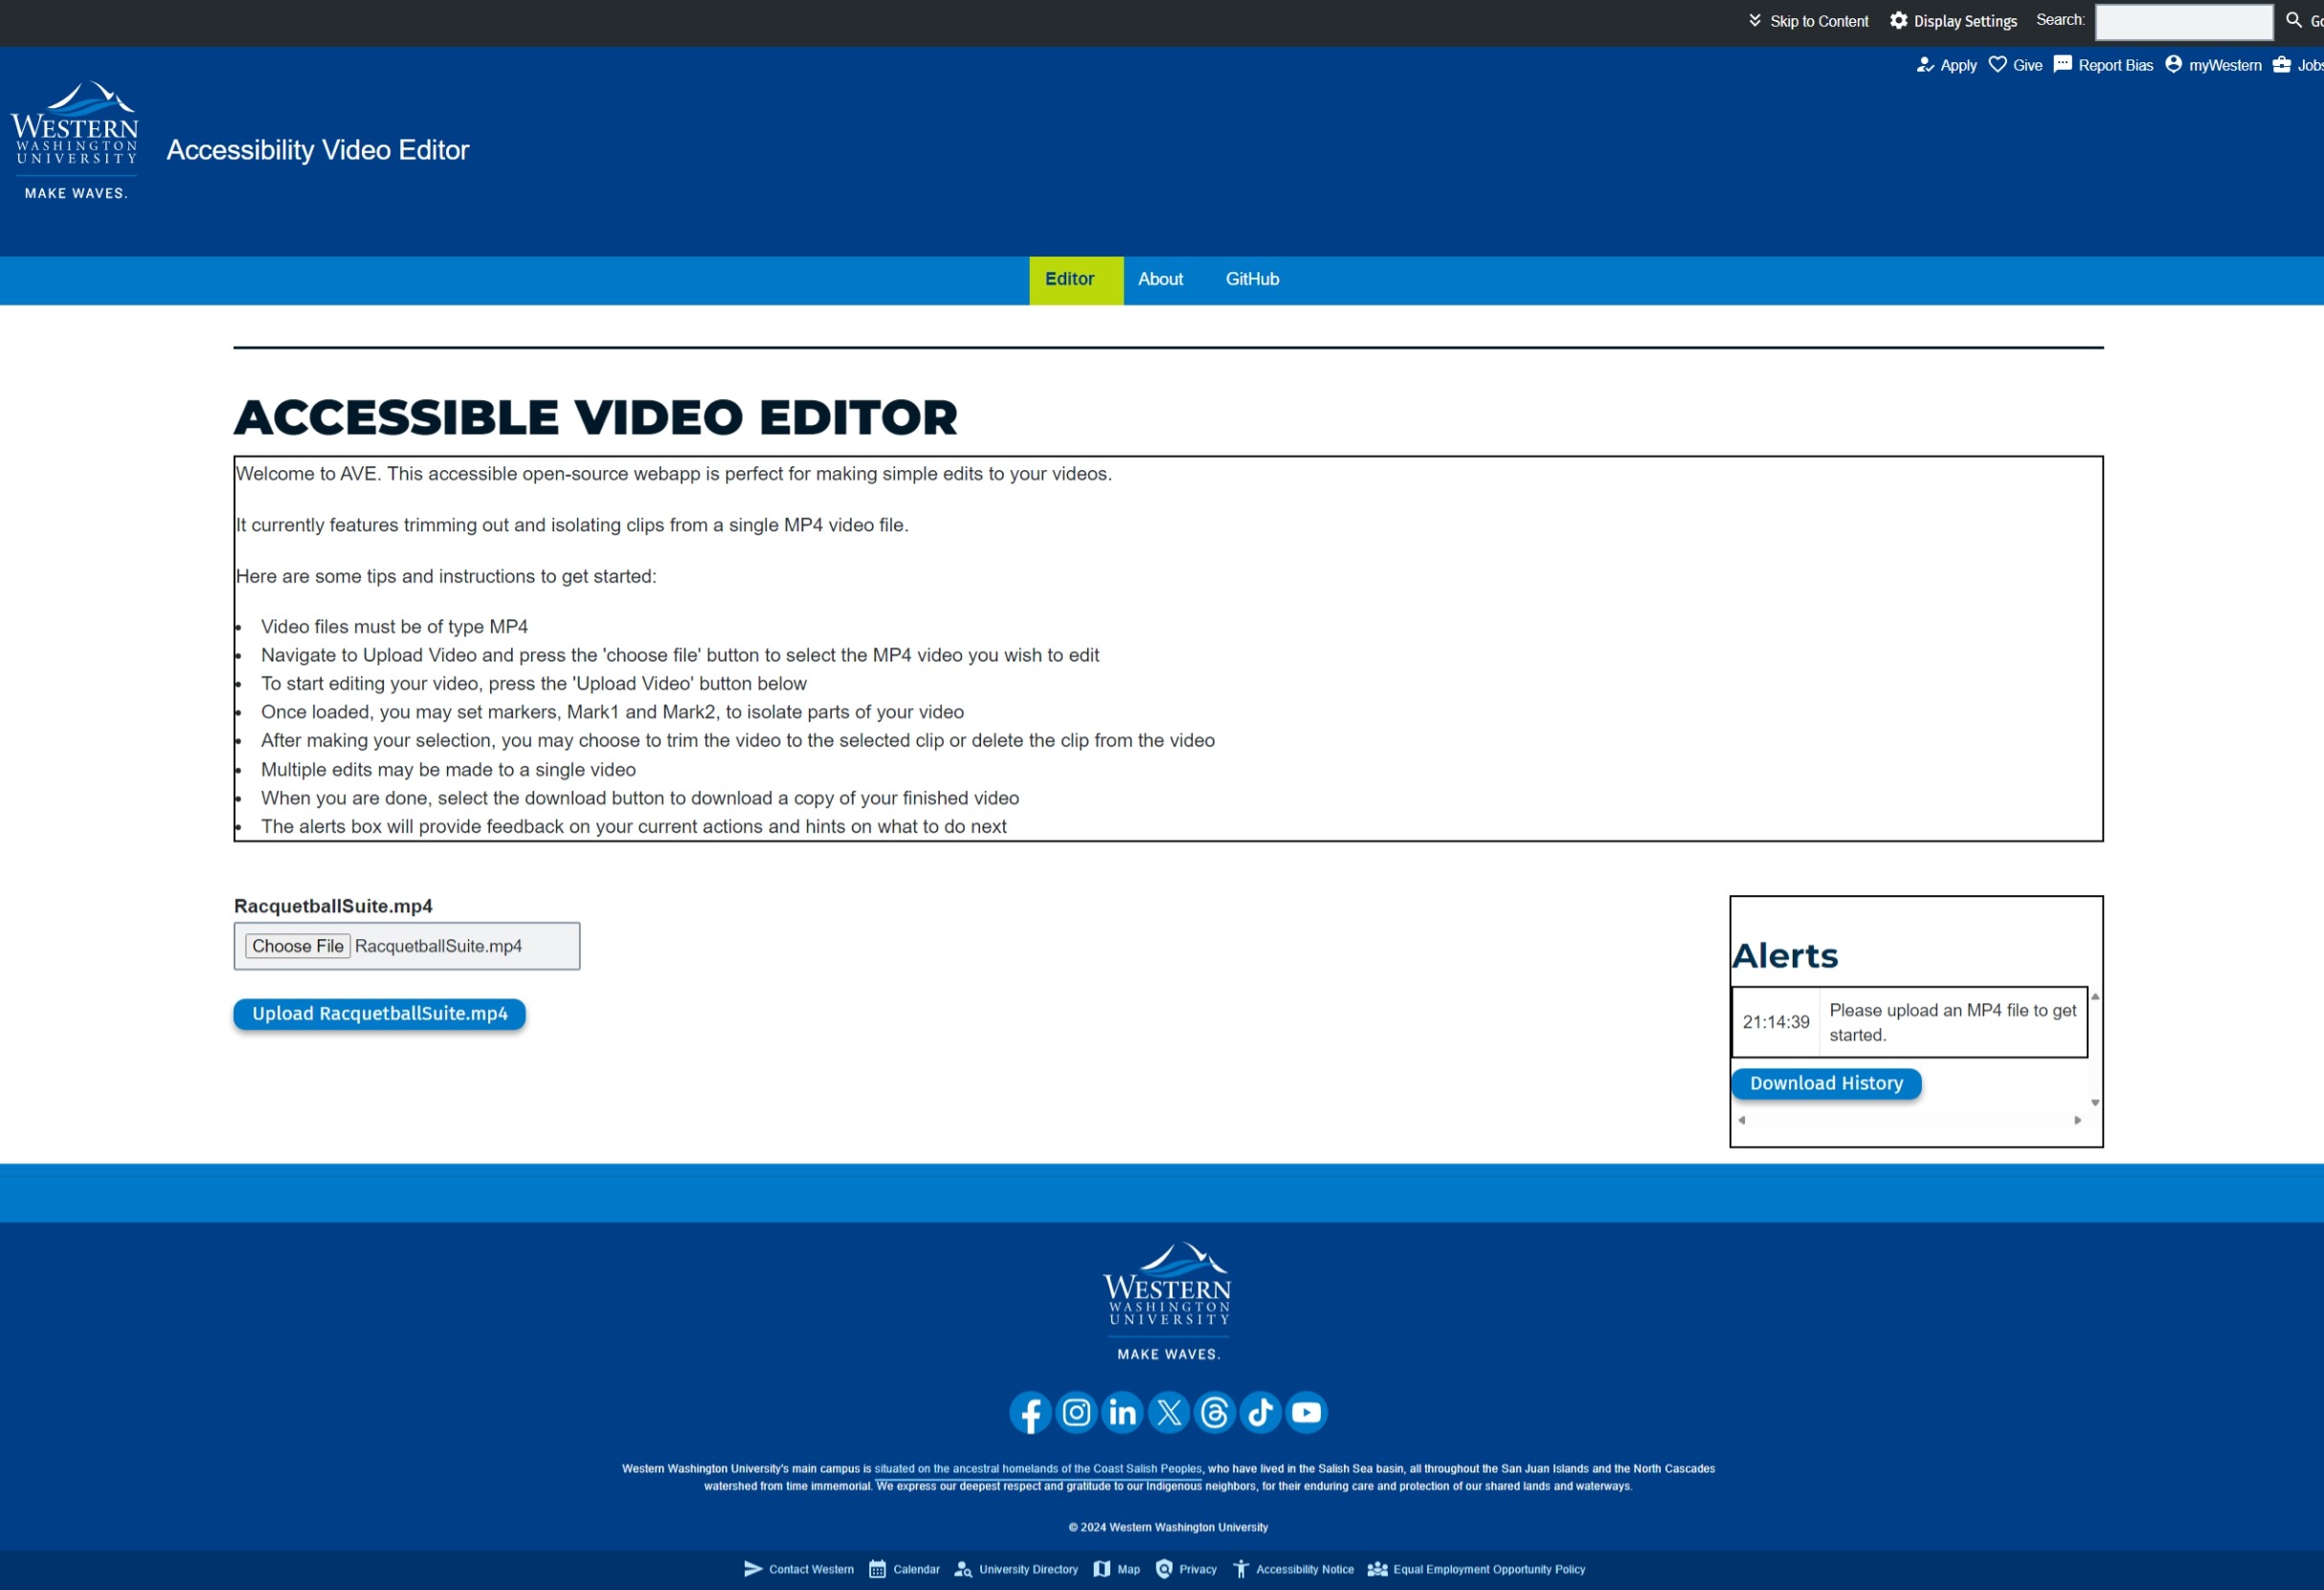 Skip to Content Display Settings Search:
Apply Give Report Bias myWestern Jobs
WESTERN
WASHINGTON
UNIVERSITY
MAKE WAVES.
Accessibility Video Editor
Editor About GitHub
ACCESSIBLE VIDEO EDITOR
Welcome to AVE. This accessible open-source webapp is perfect for making simple edits to your videos.
It currently features trimming out and isolating clips from a single MP4 video file.
Here are some tips and instructions to get started:
• Video files must be of type MP4
• Navigate to Upload Video and press the 'choose file' button to select the MP4 video you wish to edit
• To start editing your video, press the 'Upload Video' button below
• Once loaded, you may set markers, Mark1 and Mark2, to isolate parts of your video
• After making your selection, you may choose to trim the video to the selected clip or delete the clip from the video
• Multiple edits may be made to a single video
• When you are done, select the download button to download a copy of your finished video
• The alerts box will provide feedback on your current actions and hints on what to do next
RacquetballSuite.mp4
Choose File RacquetballSuite.mp4
Upload RacquetballSuite.mp4
Alerts
21:14:39 Please upload an MP4 file to get
started.
Download History
WESTERN
WASHINGTON
UNIVERSITY
MAKE WAVES.
Western Washington University's main campus is situated on the ancestral homelands of the Coast Salish Peoples, who have lived in the Salish Sea basin, all throughout the San Juan Islands and the North Cascades
watershed from time immemorial. We express our deepest respect and gratitude to our Indigenous neighbors, for their enduring care and protection of our shared lands and waterways.
© 2024 Western Washington University
Contact Western Calendar University Directory Map Privacy Accessibility Notice Equal Employment Opportunity Policy